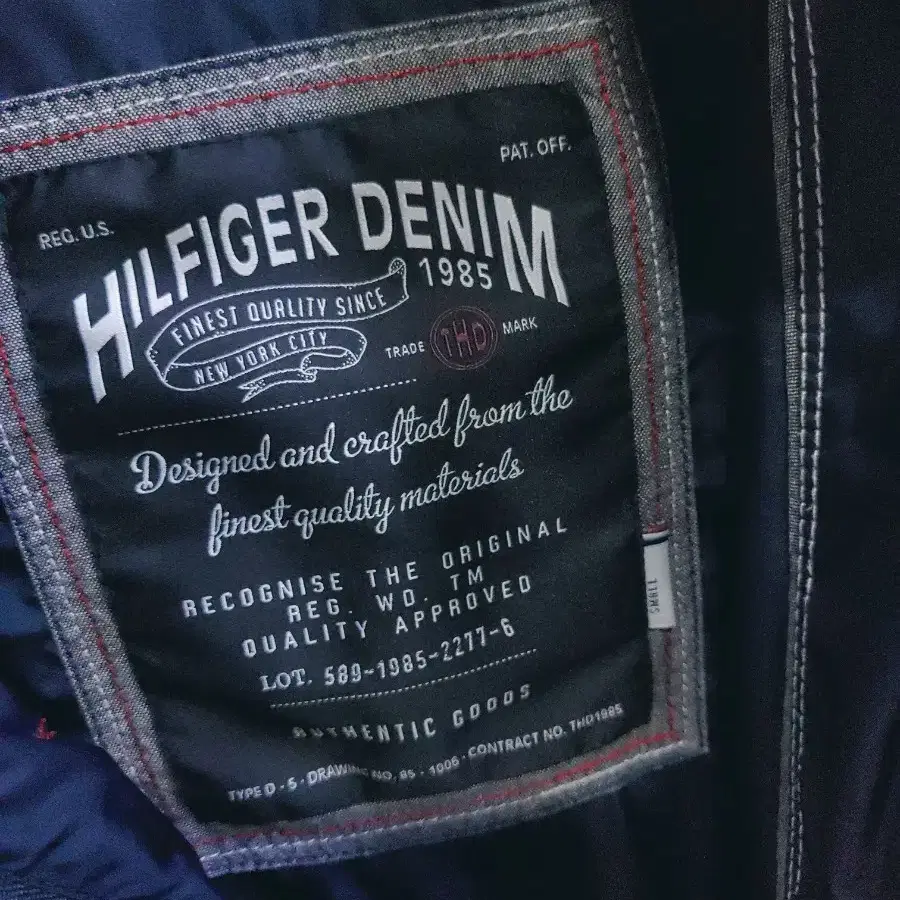 REG. U.S.
PAT. OFF.
HILFIGER DENIM
FINEST QUALITY SINCE
1985
NEW YORK CITY
TRADE THD MARK
Designed and crafted from the
finest quality materials
RECOGNISE THE ORIGINAL
REG. WD. TM
QUALITY APPROVED
LOT. 589-1985-2277-6
AUTHENTIC GOODS
TYPE D - S - DRAWING NO. 85 - 1006 - CONTRACT NO. THD1985
SMALL